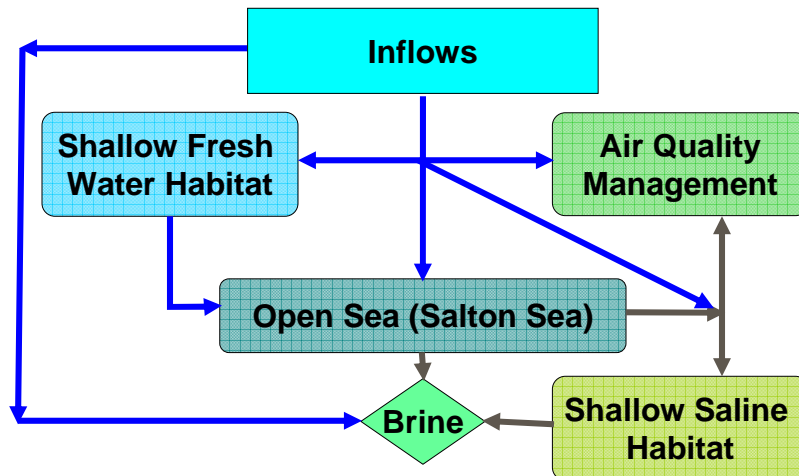 Inflows
Shallow Fresh
Water Habitat
Air Quality
Management
Open Sea (Salton Sea)
Brine
Shallow Saline
Habitat